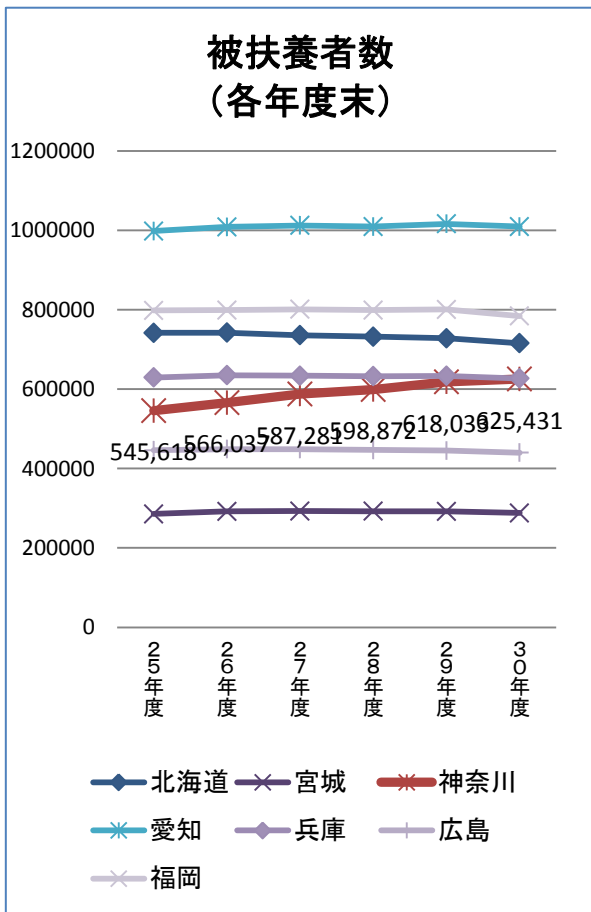 被扶養者数
（各年度末）
1200000
1000000
800000
600000
400000
200000
0
545,618
566,037
587,281
598,872
618,033
625,431
25年度
26年度
27年度
28年度
29年度
30年度
北海道 宮城 神奈川
愛知 兵庫 広島
福岡